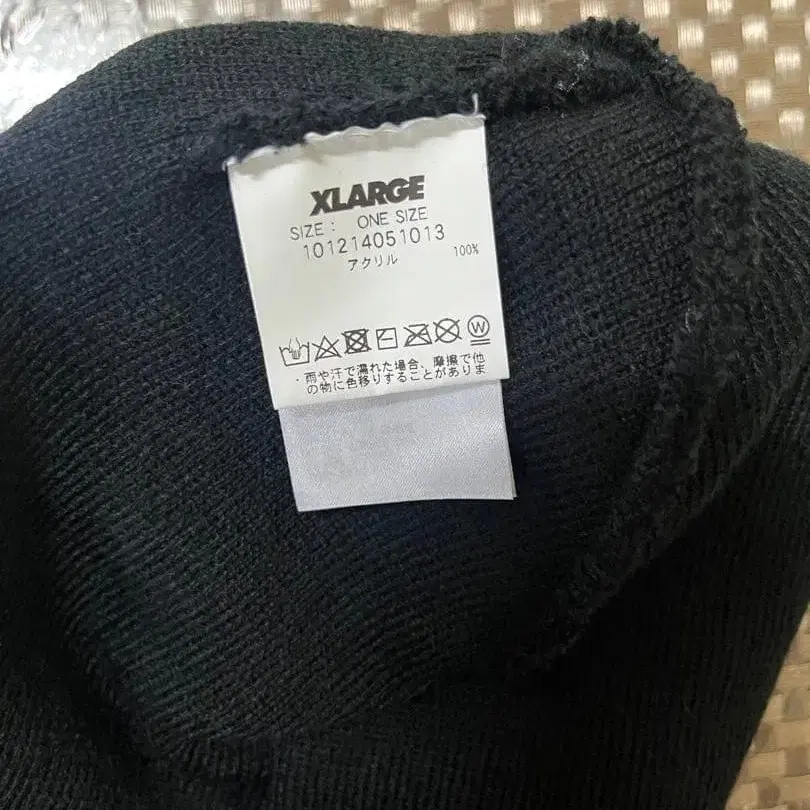 XLARGE
SIZE : ONE SIZE
101214051013
アクリル 100%
W
・雨や汗で濡れた場合、摩擦で他
の物に色移りすることがありま